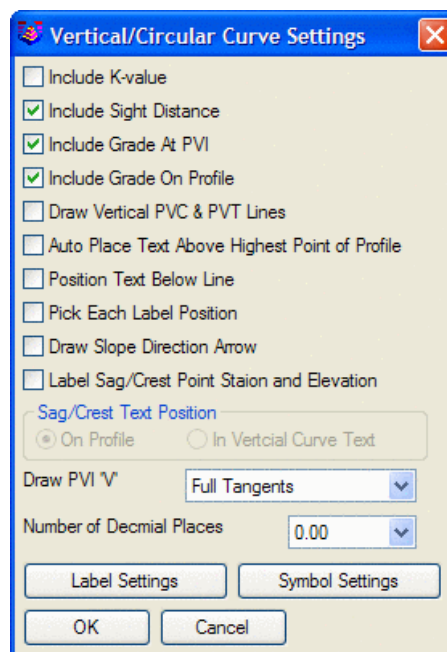 Vertical/Circular Curve Settings
Include K-value
Include Sight Distance
Include Grade At PVI
Include Grade On Profile
Draw Vertical PVC & PVT Lines
Auto Place Text Above Highest Point of Profile
Position Text Below Line
Pick Each Label Position
Draw Slope Direction Arrow
Label Sag/Crest Point Staion and Elevation
Sag/Crest Text Position
On Profile In Vertcial Curve Text
Draw PVI 'V' Full Tangents
Number of Decmial Places 0.00
Label Settings Symbol Settings
OK Cancel